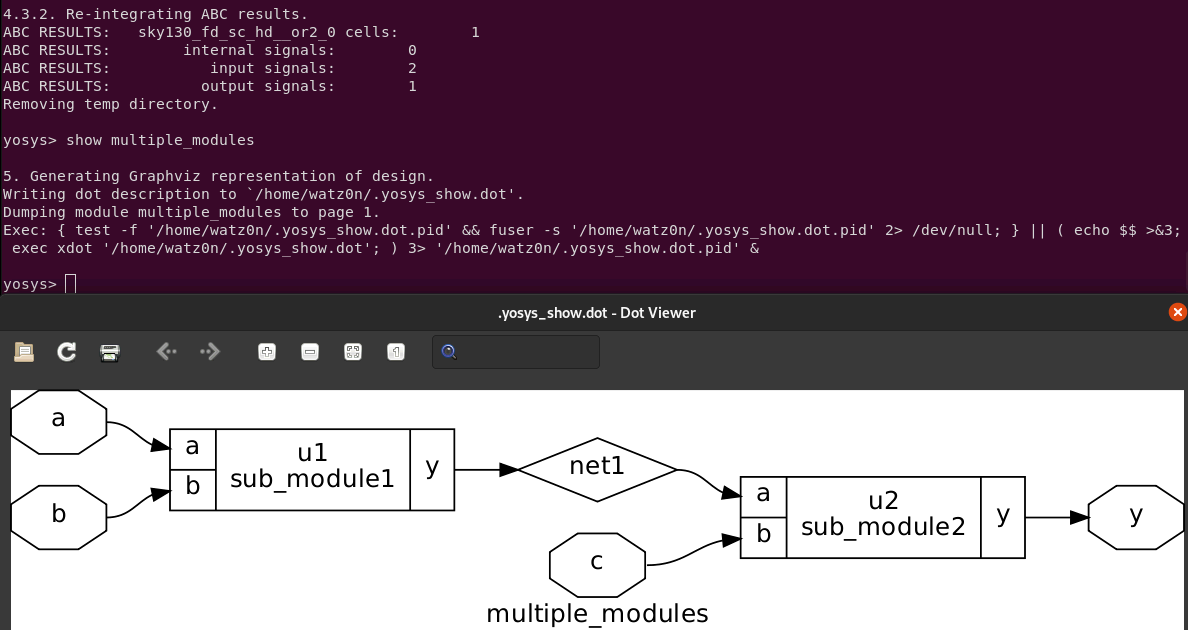 4.3.2. Re-integrating ABC results.
ABC RESULTS:   sky130_fd_sc_hd__or2_0 cells:        1
ABC RESULTS:        internal signals:        0
ABC RESULTS:           input signals:        2
ABC RESULTS:          output signals:        1
Removing temp directory.
yosys> show multiple_modules
5. Generating Graphviz representation of design.
Writing dot description to `/home/watz0n/.yosys_show.dot'.
Dumping module multiple_modules to page 1.
Exec: { test -f '/home/watz0n/.yosys_show.dot.pid' && fuser -s '/home/watz0n/.yosys_show.dot.pid' 2> /dev/null; } || ( echo $$ >&3;
 exec xdot '/home/watz0n/.yosys_show.dot'; ) 3> '/home/watz0n/.yosys_show.dot.pid' &
yosys>
.yosys_show.dot - Dot Viewer
a
b
a
b
u1
sub_module1
y
net1
c
a
b
u2
sub_module2
y
y
multiple_modules